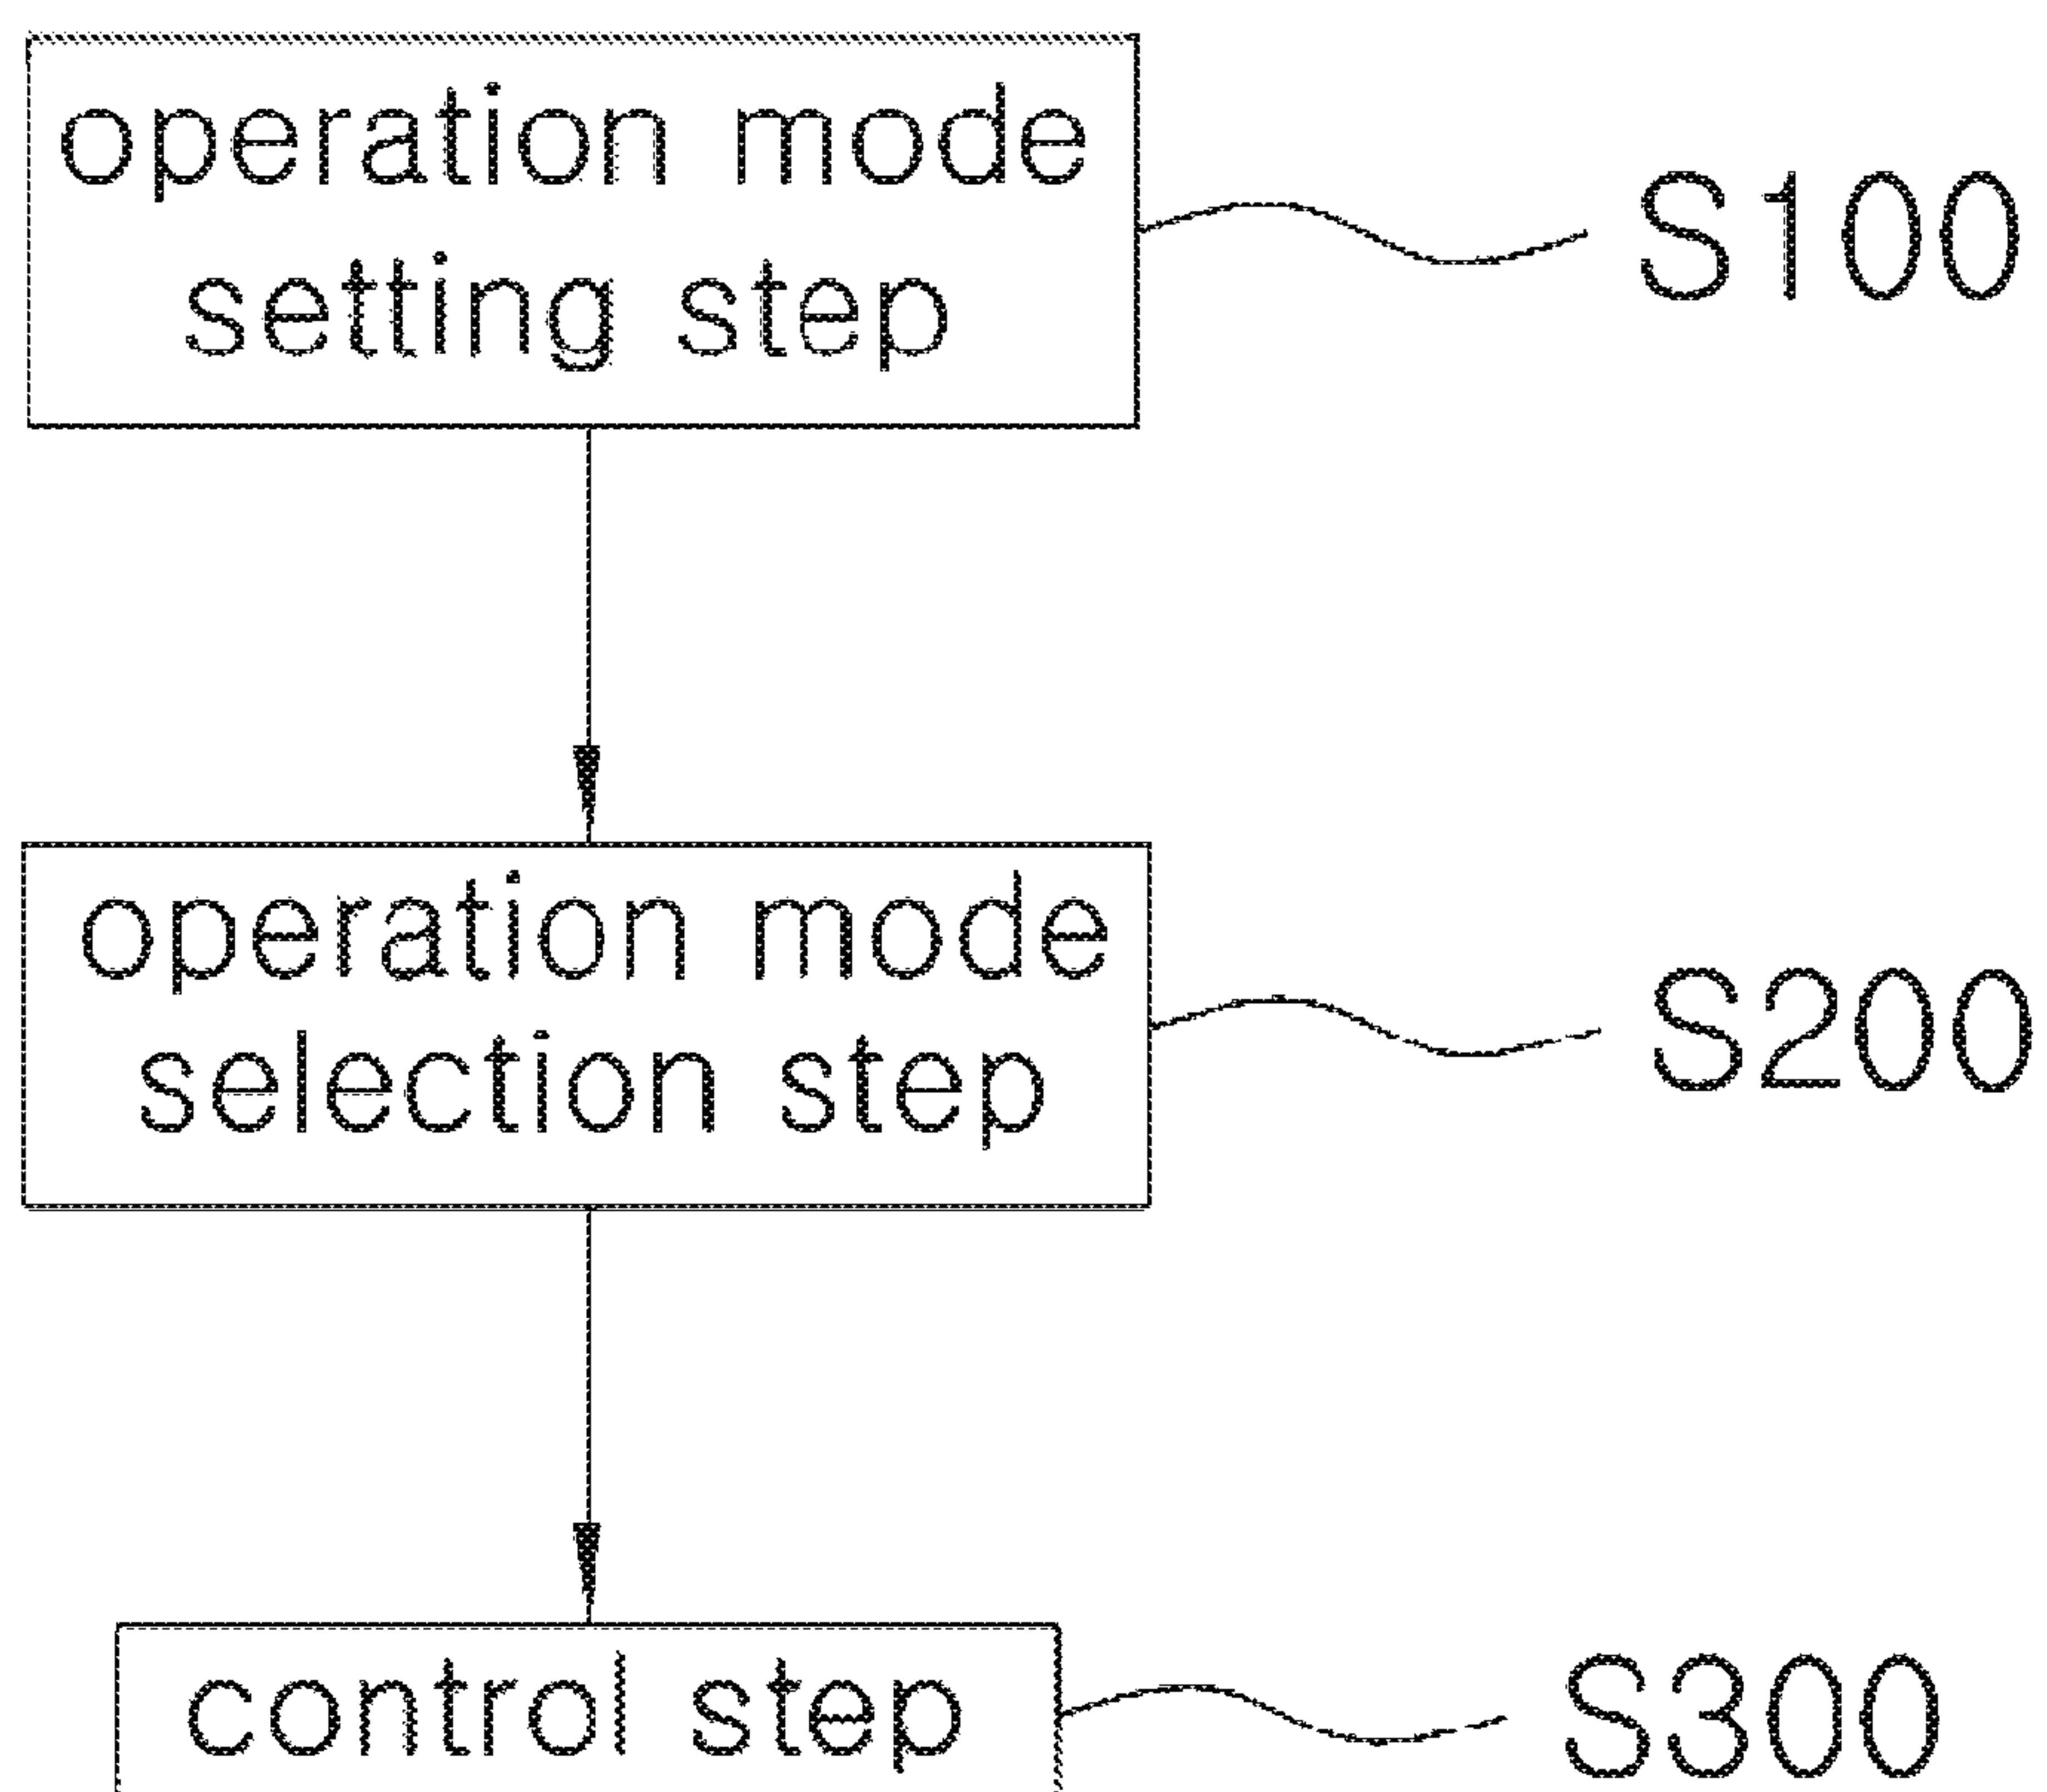 operation mode
setting step
S100
operation mode
selection step
S200
control step
S300